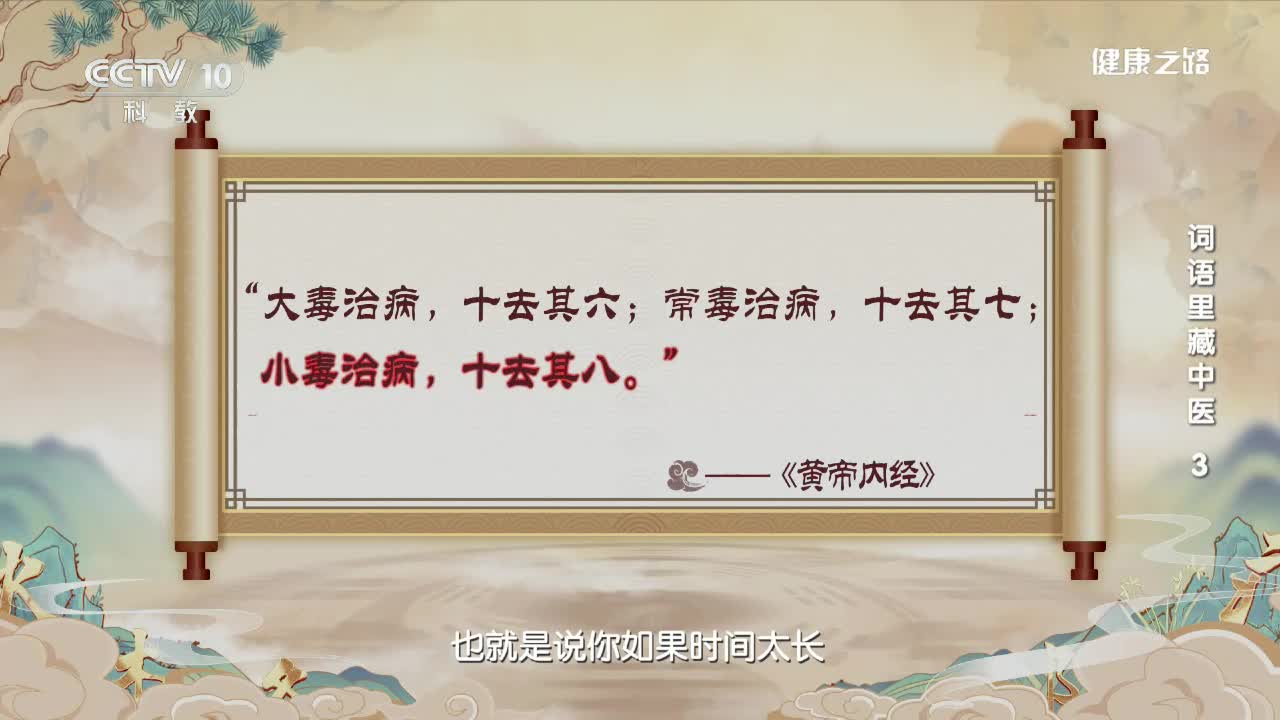 CCTV 10
科 教
健康之路
“大毒治病，十去其六；常毒治病，十去其七；
小毒治病，十去其八。”
——《黄帝内经》
词语里藏中医 3
也就是说你如果时间太长